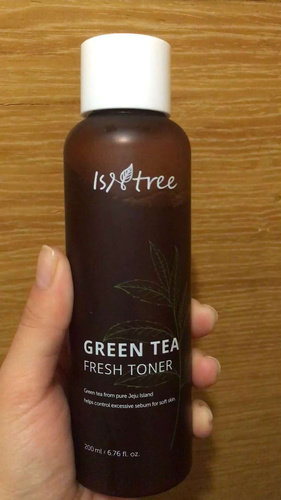 IsNtree
GREEN TEA
FRESH TONER
Green tea from pure Jeju Island
helps control excessive sebum for soft skin.
200 ml / 6.76 fl. oz.